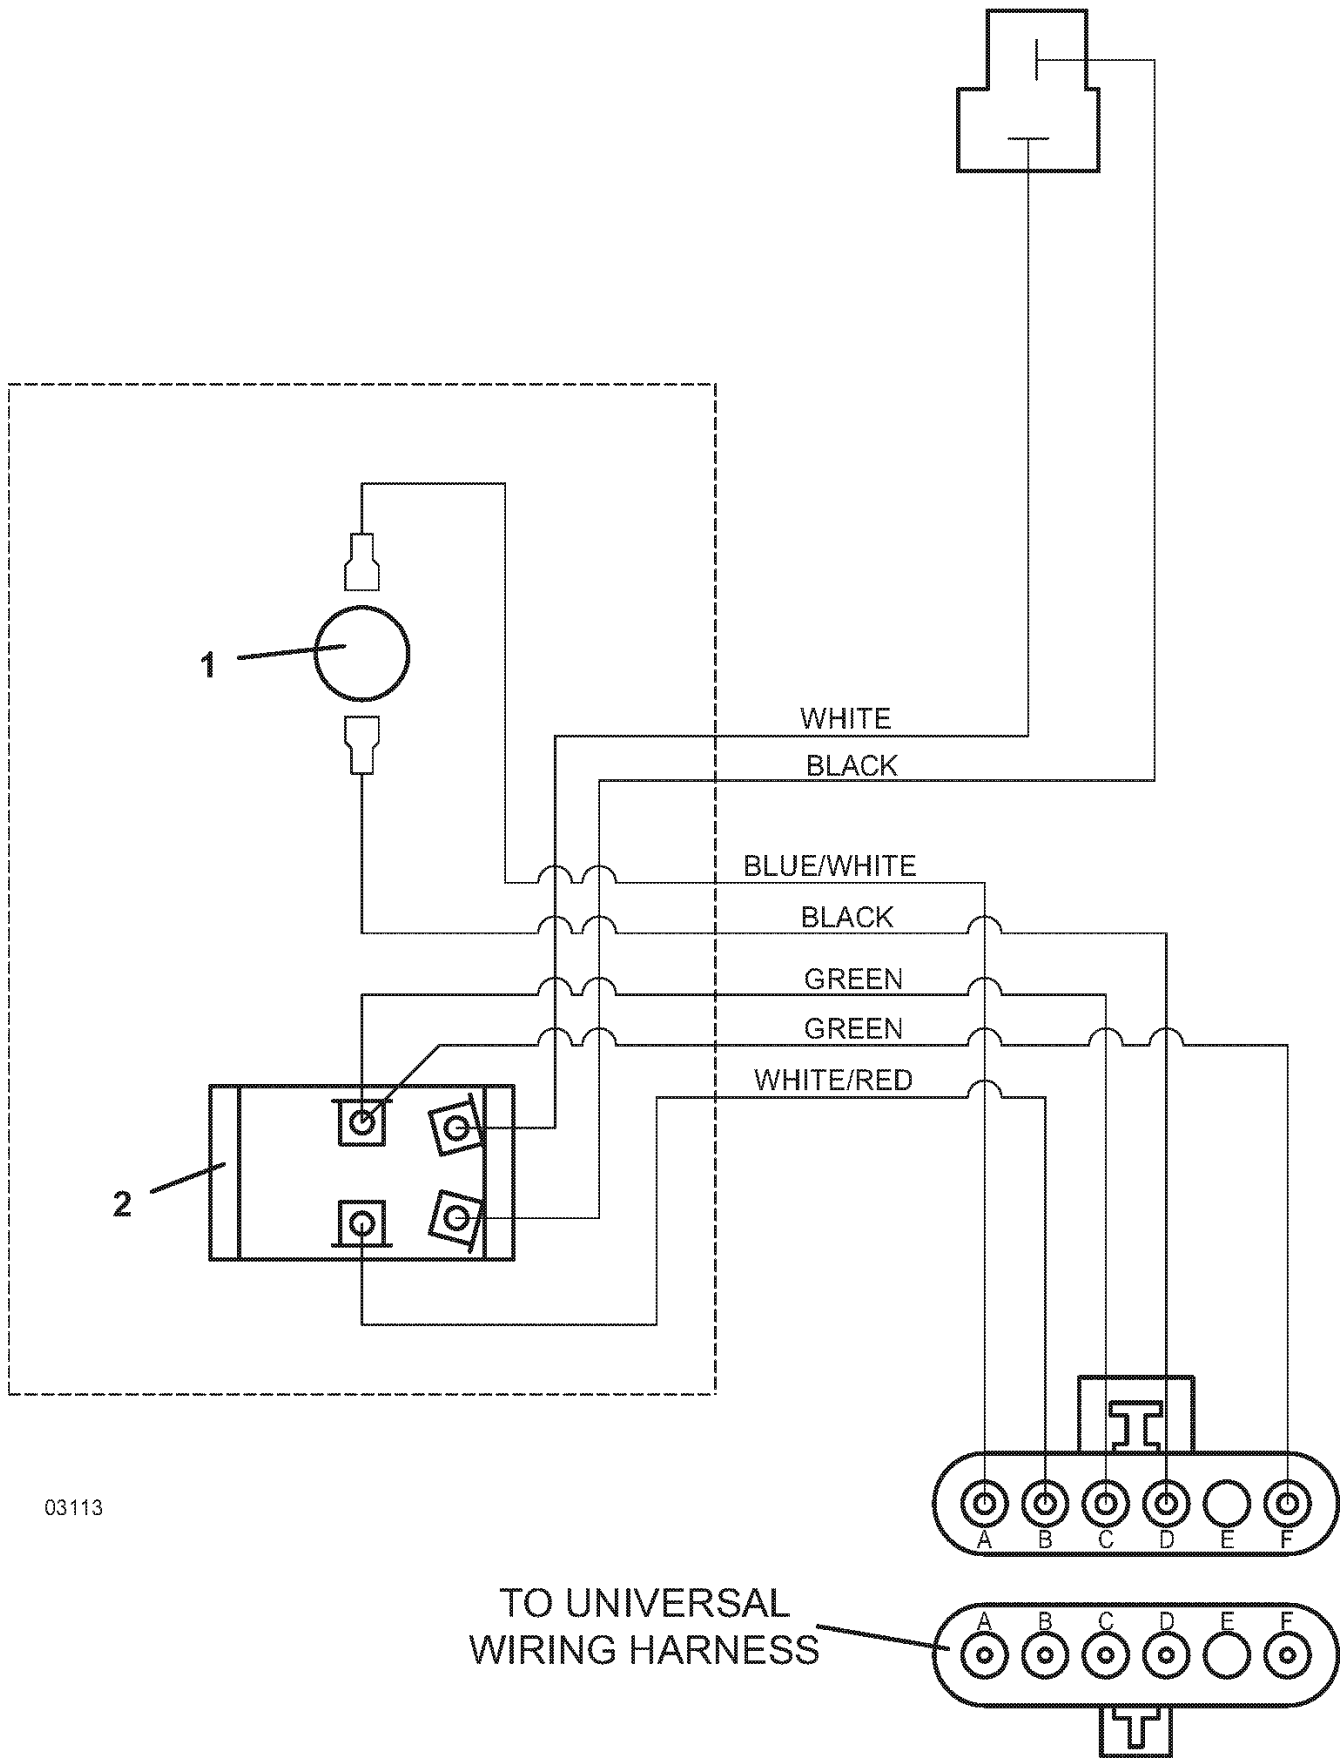 1
WHITE
BLACK
BLUE/WHITE
BLACK
GREEN
GREEN
WHITE/RED
2
03113
A B C D E F
TO UNIVERSAL
WIRING HARNESS
A B C D E F